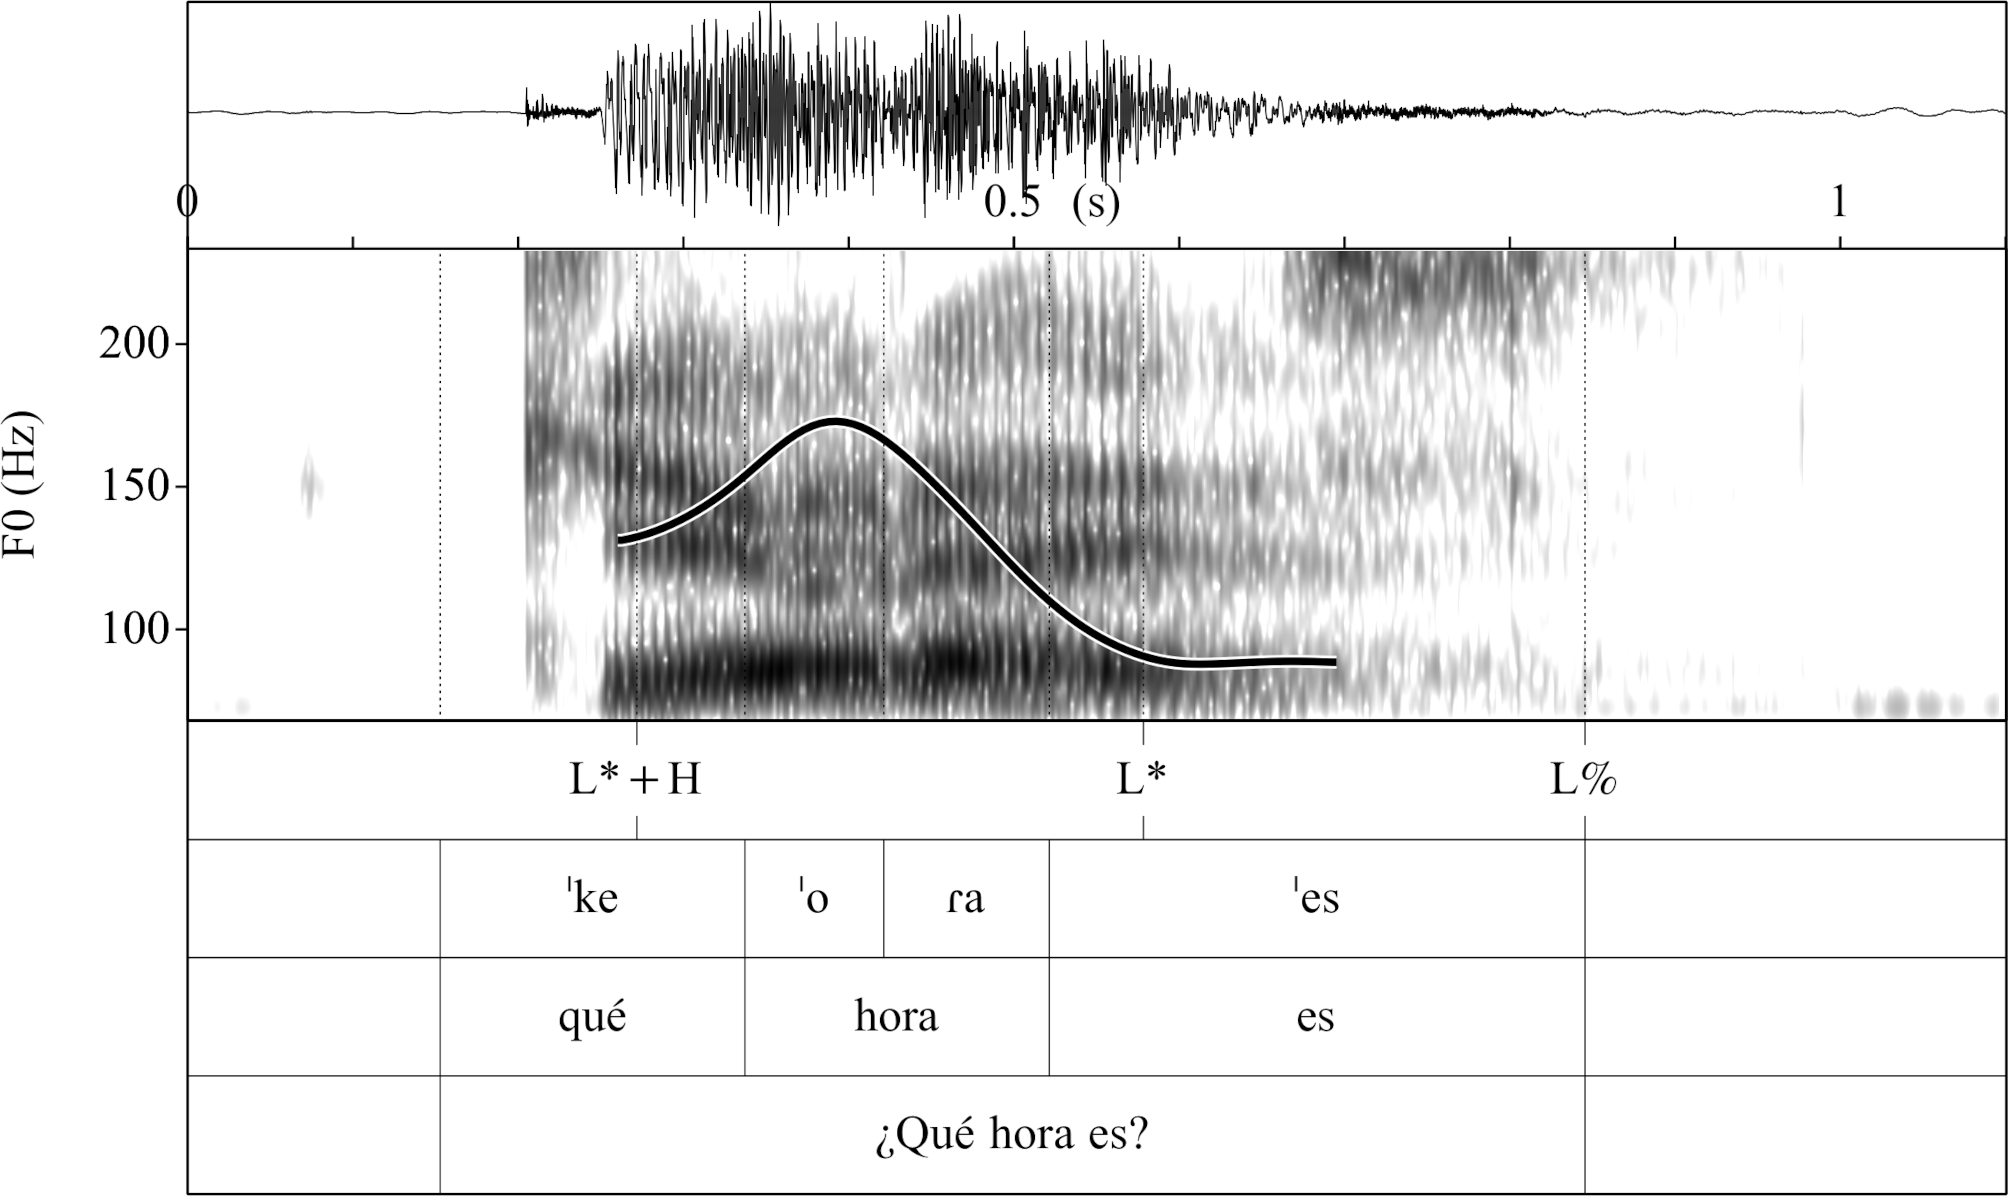 0 0.5 (s) 1
F0 (Hz)
200
150
100
L*+H L* L%
ˈke ˈo ɾa ˈes
qué hora es
¿Qué hora es?